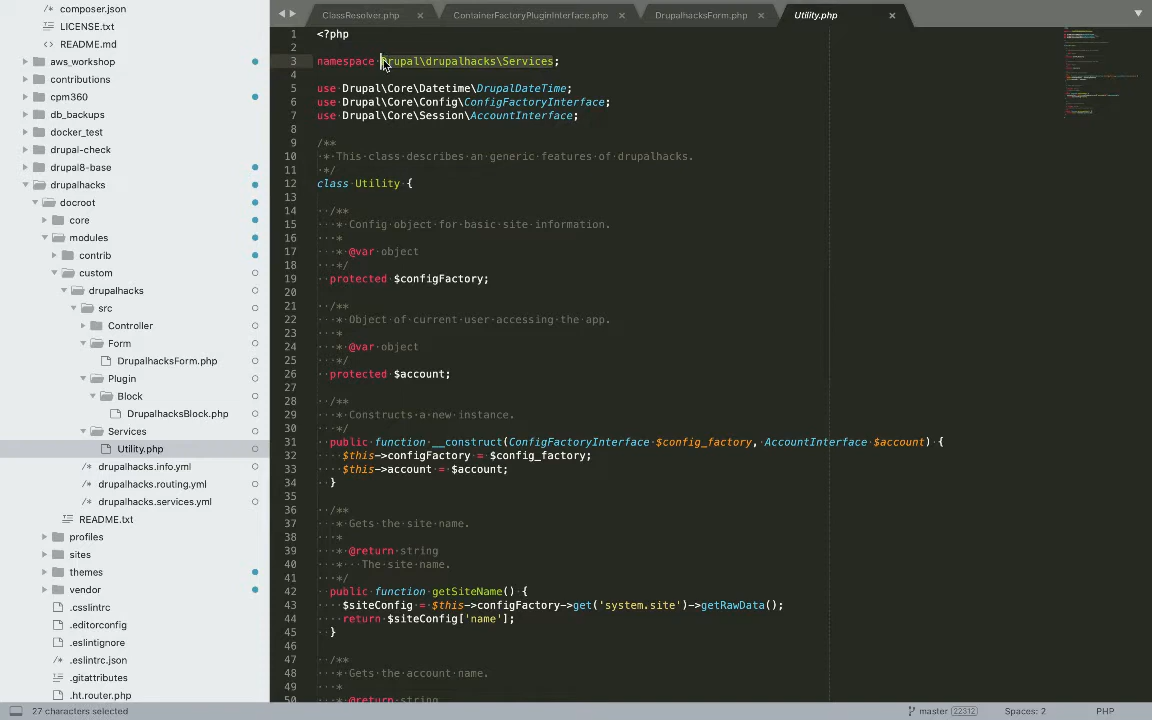 composer.json
LICENSE.txt
README.md
aws_workshop
contributions
cpm360
db_backups
docker_test
drupal-check
drupal8-base
drupalhacks
docroot
core
modules
contrib
custom
drupalhacks
src
Controller
Form
DrupalhacksForm.php
Plugin
Block
DrupalhacksBlock.php
Services
Utility.php
/* drupalhacks.info.yml
/* drupalhacks.routing.yml
/* drupalhacks.services.yml
README.txt
profiles
sites
themes
vendor
.csslintrc
.editorconfig
.eslintignore
/* .eslintrc.json
.gitattributes
/* .ht.router.php
ClassResolver.php × ContainerFactoryPluginInterface.php × DrupalhacksForm.php × Utility.php ×
1 <?php
2
3 namespace Drupal\drupalhacks\Services;
4
5 use Drupal\Core\Datetime\DrupalDateTime;
6 use Drupal\Core\Config\ConfigFactoryInterface;
7 use Drupal\Core\Session\AccountInterface;
8
9 /**
10 * This class describes an generic features of drupalhacks.
11 */
12 class Utility {
13
14 /**
15 * Config object for basic site information.
16 *
17 * @var object
18 */
19 protected $configFactory;
20
21 /**
22 * Object of current user accessing the app.
23 *
24 * @var object
25 */
26 protected $account;
27
28 /**
29 * Constructs a new instance.
30 */
31 public function __construct(ConfigFactoryInterface $config_factory, AccountInterface $account) {
32 $this->configFactory = $config_factory;
33 $this->account = $account;
34 }
35
36 /**
37 * Gets the site name.
38 *
39 * @return string
40 * The site name.
41 */
42 public function getSiteName() {
43 $siteConfig = $this->configFactory->get('system.site')->getRawData();
44 return $siteConfig['name'];
45 }
46
47 /**
48 * Gets the account name.
49 *
50 * @return string
27 characters selected
master 22312
Spaces: 2
PHP